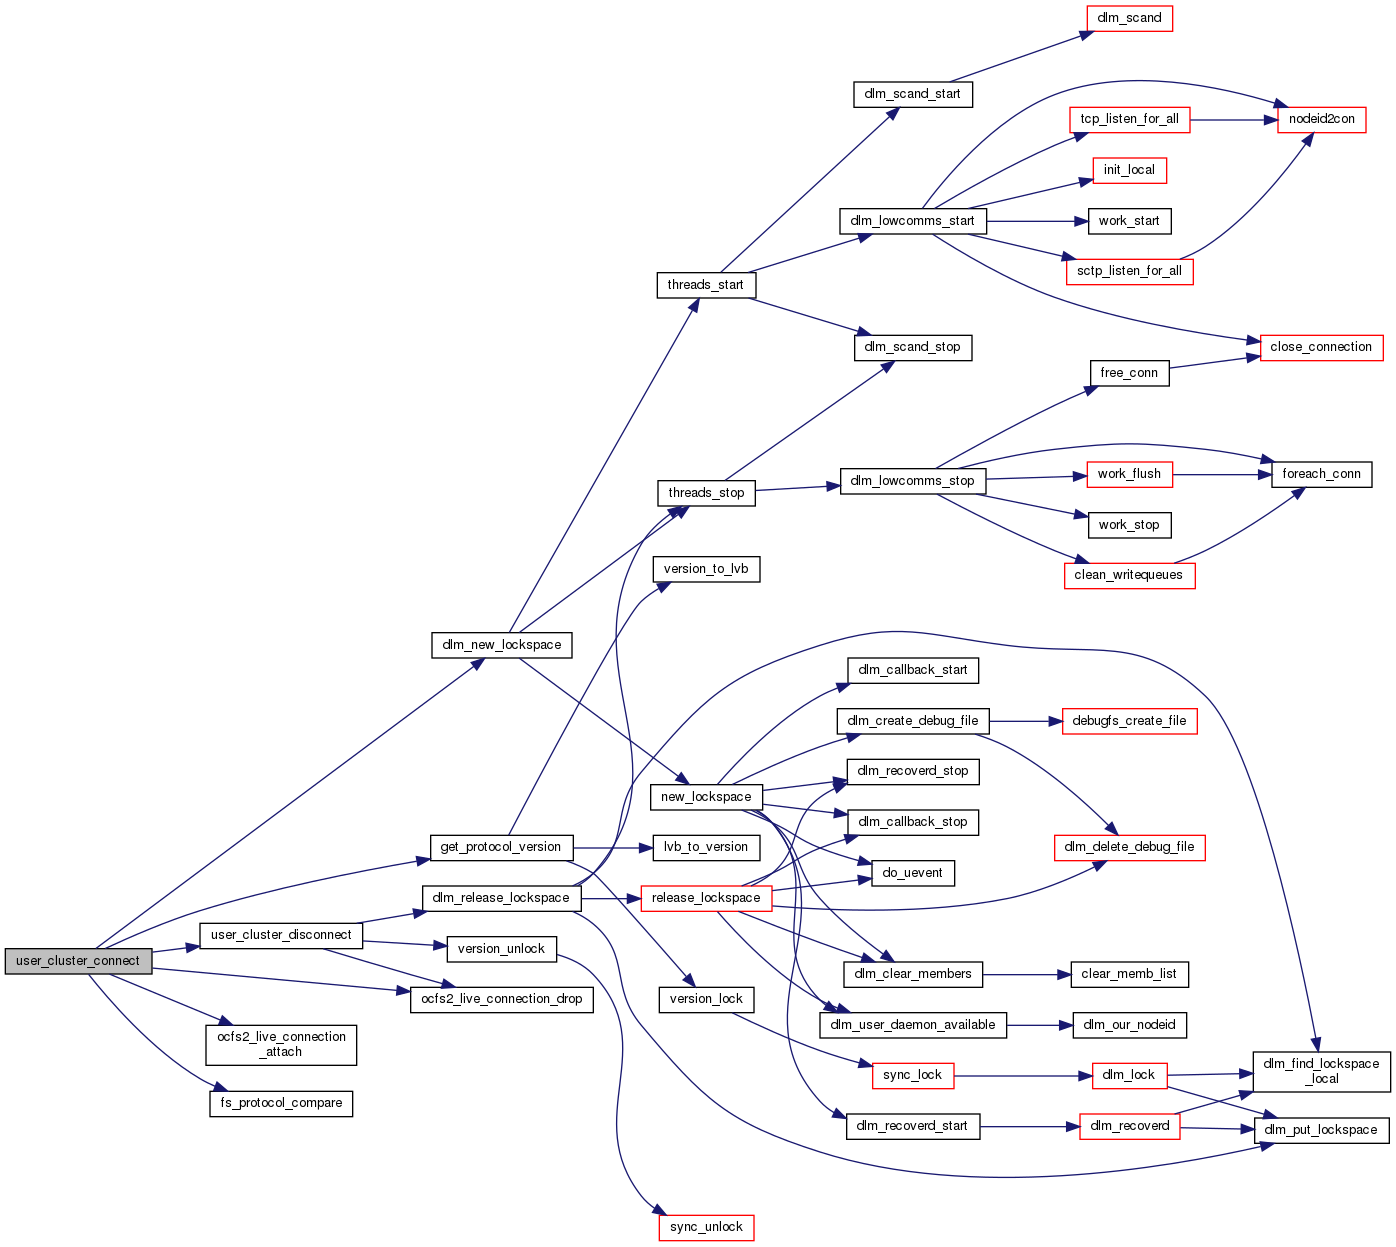 dlm_scand
dlm_scand_start
tcp_listen_for_all
nodeid2con
init_local
dlm_lowcomms_start
work_start
sctp_listen_for_all
threads_start
dlm_scand_stop
close_connection
free_conn
dlm_lowcomms_stop
work_flush
foreach_conn
threads_stop
work_stop
version_to_lvb
clean_writequeues
dlm_new_lockspace
dlm_callback_start
dlm_create_debug_file
debugfs_create_file
dlm_recoverd_stop
new_lockspace
dlm_callback_stop
get_protocol_version
lvb_to_version
dlm_delete_debug_file
do_uevent
dlm_release_lockspace
release_lockspace
user_cluster_disconnect
version_unlock
user_cluster_connect
dlm_clear_members
clear_memb_list
ocfs2_live_connection_drop
version_lock
dlm_user_daemon_available
dlm_our_nodeid
ocfs2_live_connection
_attach
dlm_find_lockspace
_local
sync_lock
dlm_lock
fs_protocol_compare
dlm_recoverd_start
dlm_recoverd
dlm_put_lockspace
sync_unlock